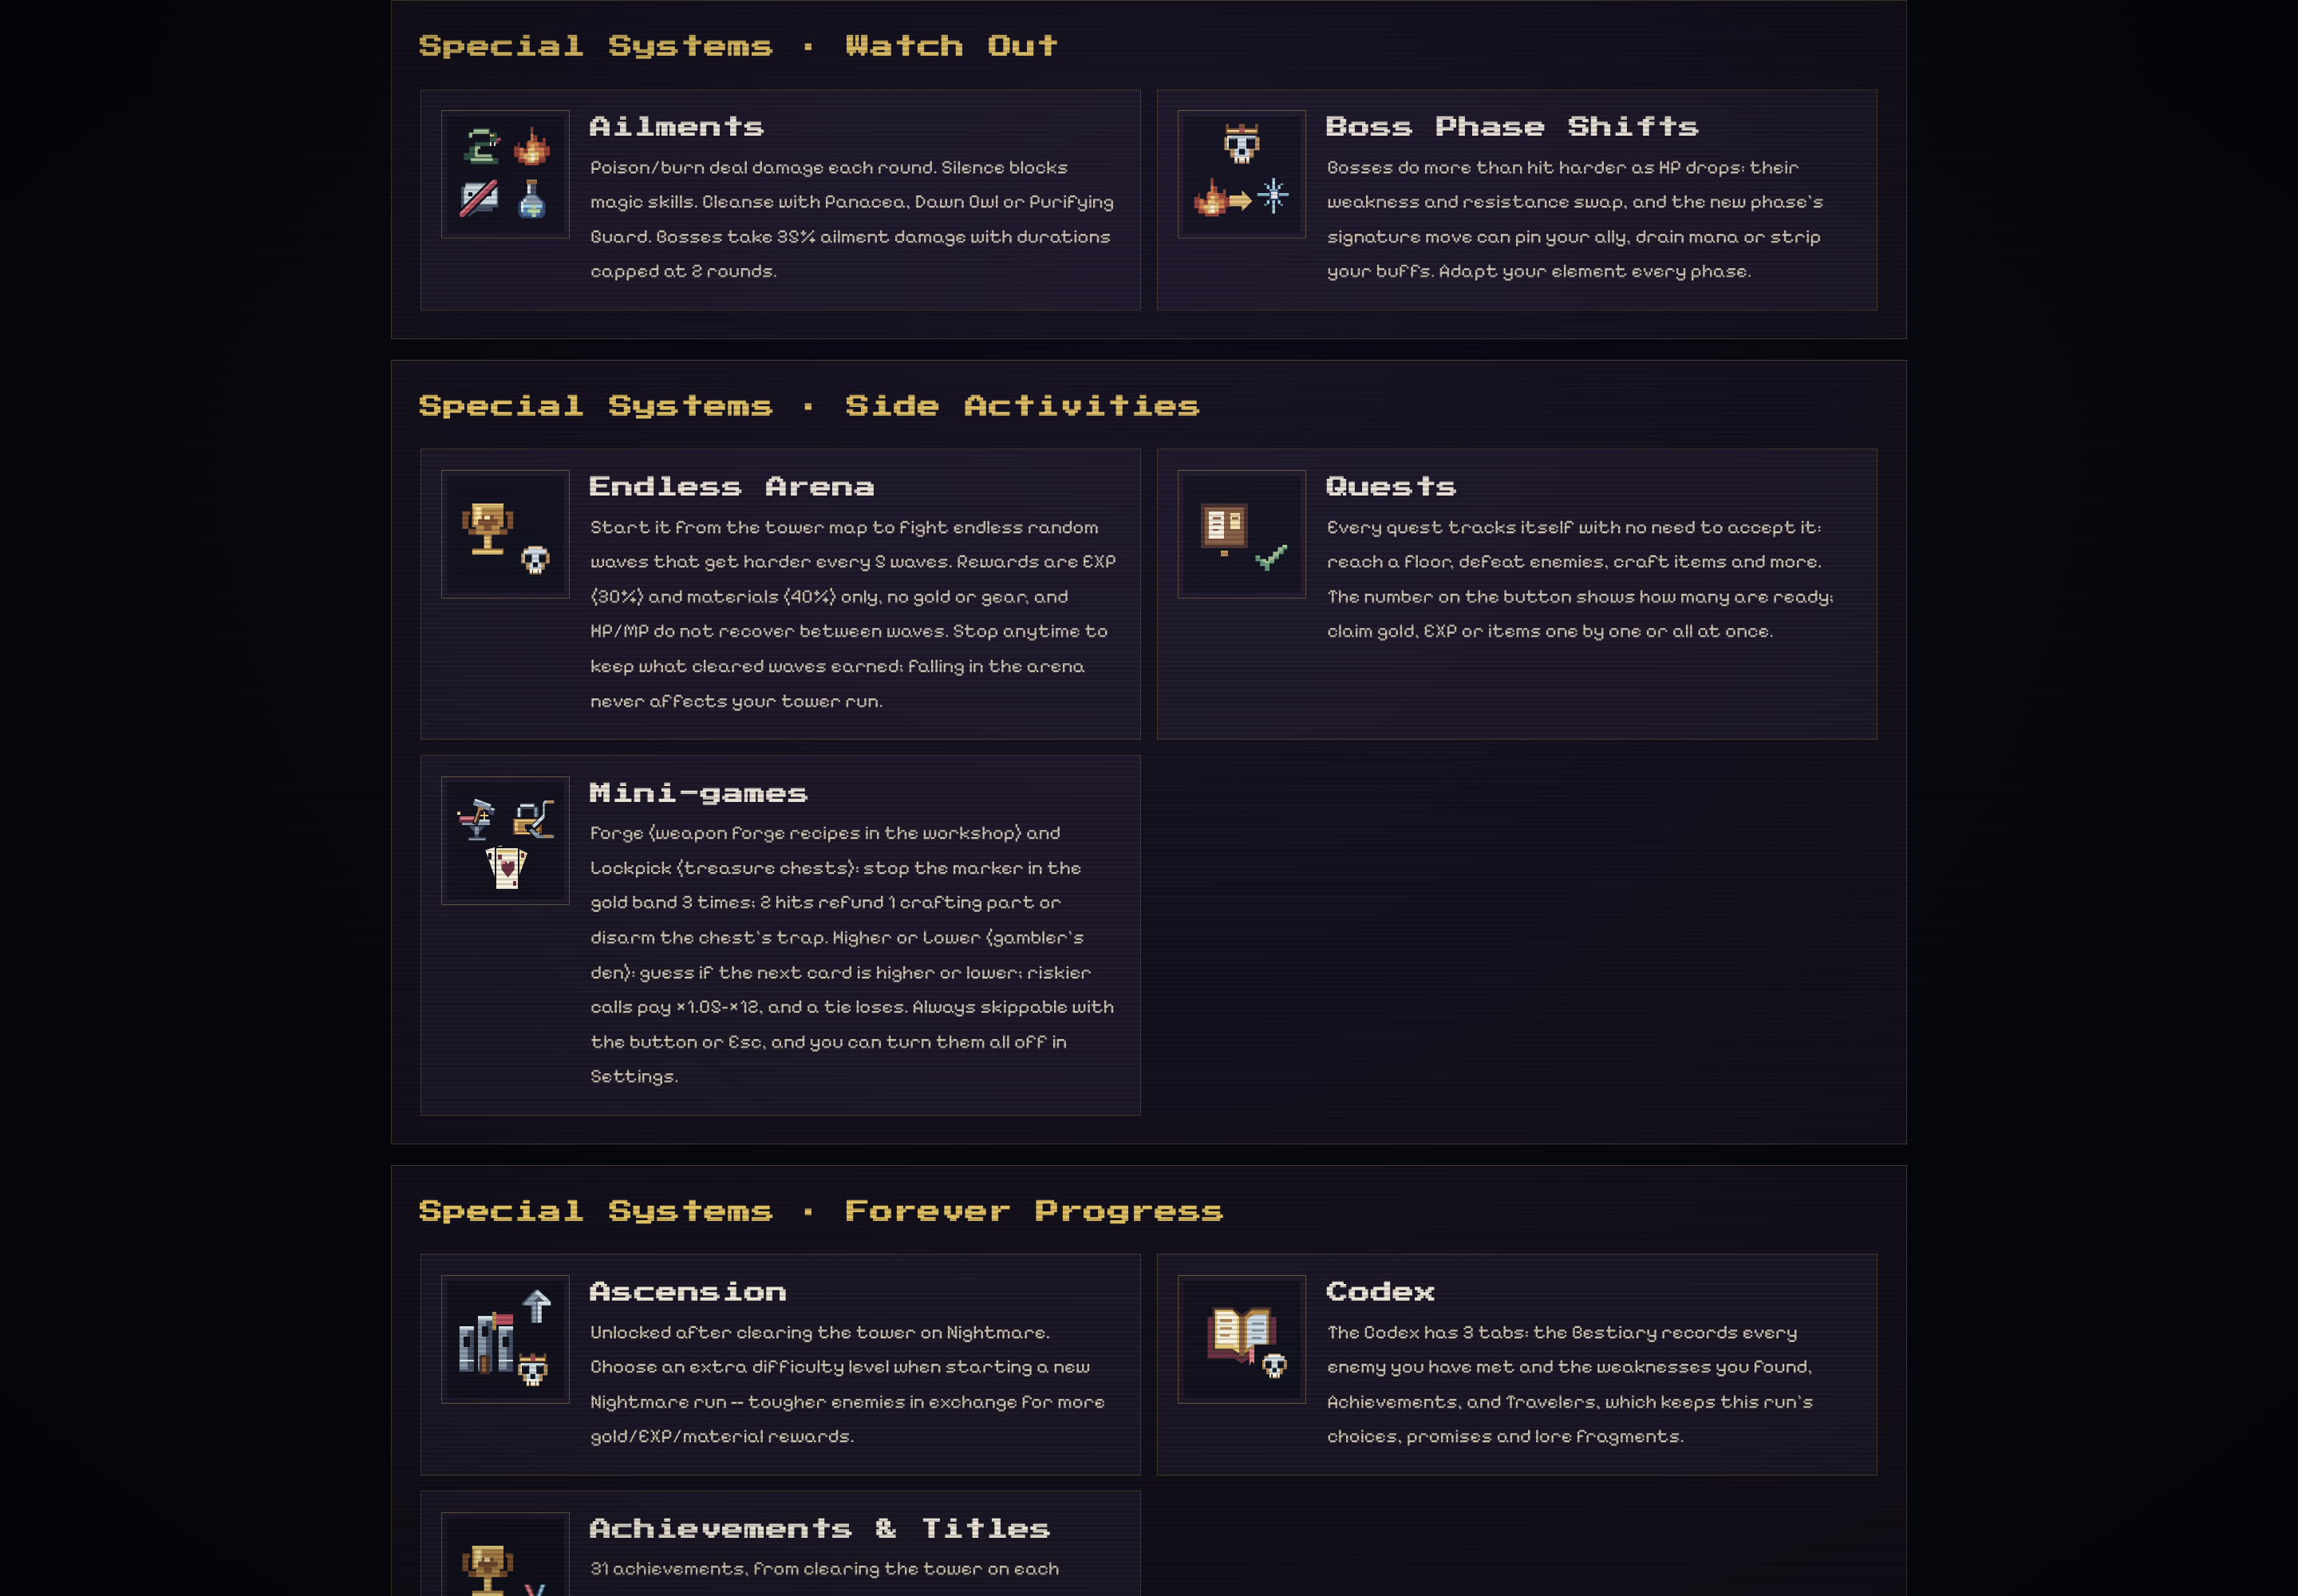 Special Systems · Watch Out
Ailments
Poison/burn deal damage each round. Silence blocks
magic skills. Cleanse with Panacea, Dawn Owl or Purifying
Guard. Bosses take 35% ailment damage with durations
capped at 2 rounds.
Boss Phase Shifts
Bosses do more than hit harder as HP drops: their
weakness and resistance swap, and the new phase's
signature move can pin your ally, drain mana or strip
your buffs. Adapt your element every phase.
Special Systems · Side Activities
Endless Arena
Start it from the tower map to fight endless random
waves that get harder every 5 waves. Rewards are EXP
(30%) and materials (40%) only, no gold or gear, and
HP/MP do not recover between waves. Stop anytime to
keep what cleared waves earned; falling in the arena
never affects your tower run.
Quests
Every quest tracks itself with no need to accept it:
reach a floor, defeat enemies, craft items and more.
The number on the button shows how many are ready;
claim gold, EXP or items one by one or all at once.
Mini-games
Forge (weapon forge recipes in the workshop) and
Lockpick (treasure chests): stop the marker in the
gold band 3 times; 2 hits refund 1 crafting part or
disarm the chest's trap. Higher or Lower (gambler's
den): guess if the next card is higher or lower; riskier
calls pay ×1.05-×12, and a tie loses. Always skippable with
the button or Esc, and you can turn them all off in
Settings.
Special Systems · Forever Progress
Ascension
Unlocked after clearing the tower on Nightmare.
Choose an extra difficulty level when starting a new
Nightmare run -- tougher enemies in exchange for more
gold/EXP/material rewards.
Codex
The Codex has 3 tabs: the Bestiary records every
enemy you have met and the weaknesses you found,
Achievements, and Travelers, which keeps this run's
choices, promises and lore fragments.
Achievements & Titles
31 achievements, from clearing the tower on each